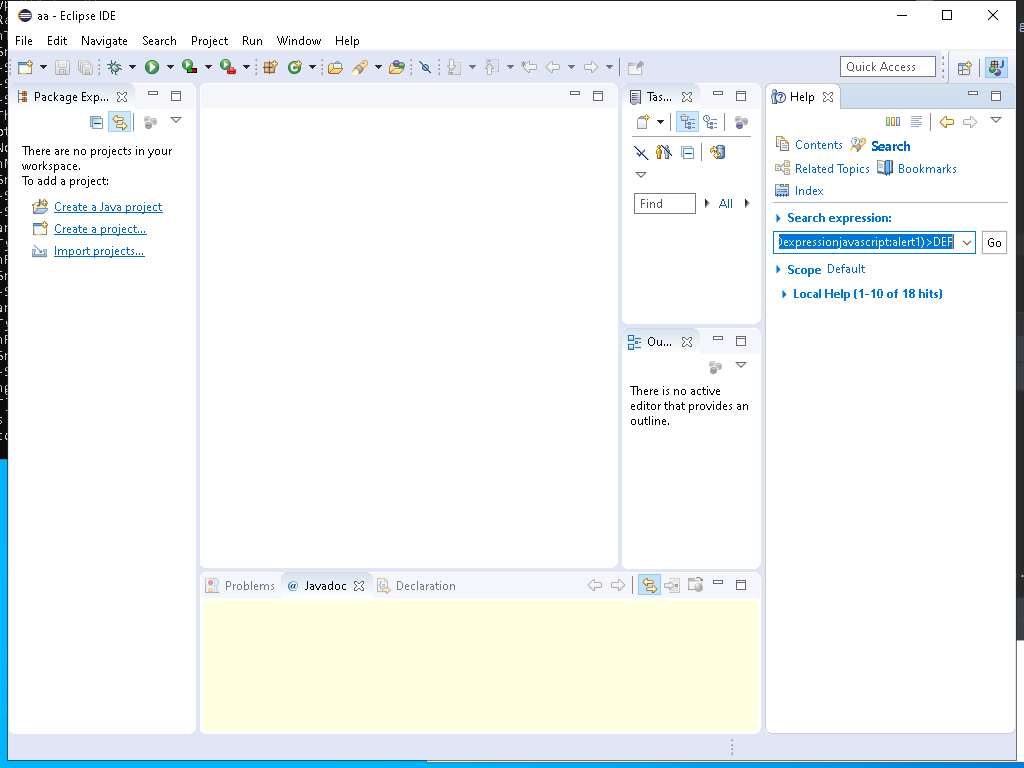 aa - Eclipse IDE
File Edit Navigate Search Project Run Window Help
Quick Access
Package Exp...
There are no projects in your
workspace.
To add a project:
Create a Java project
Create a project...
Import projects...
Tas...
Find
All
Ou...
There is no active
editor that provides an
outline.
Problems @ Javadoc Declaration
Help
Contents Search
Related Topics Bookmarks
Index
Search expression:
expressionjavascript:alert1)>DEF
Go
Scope Default
Local Help (1-10 of 18 hits)